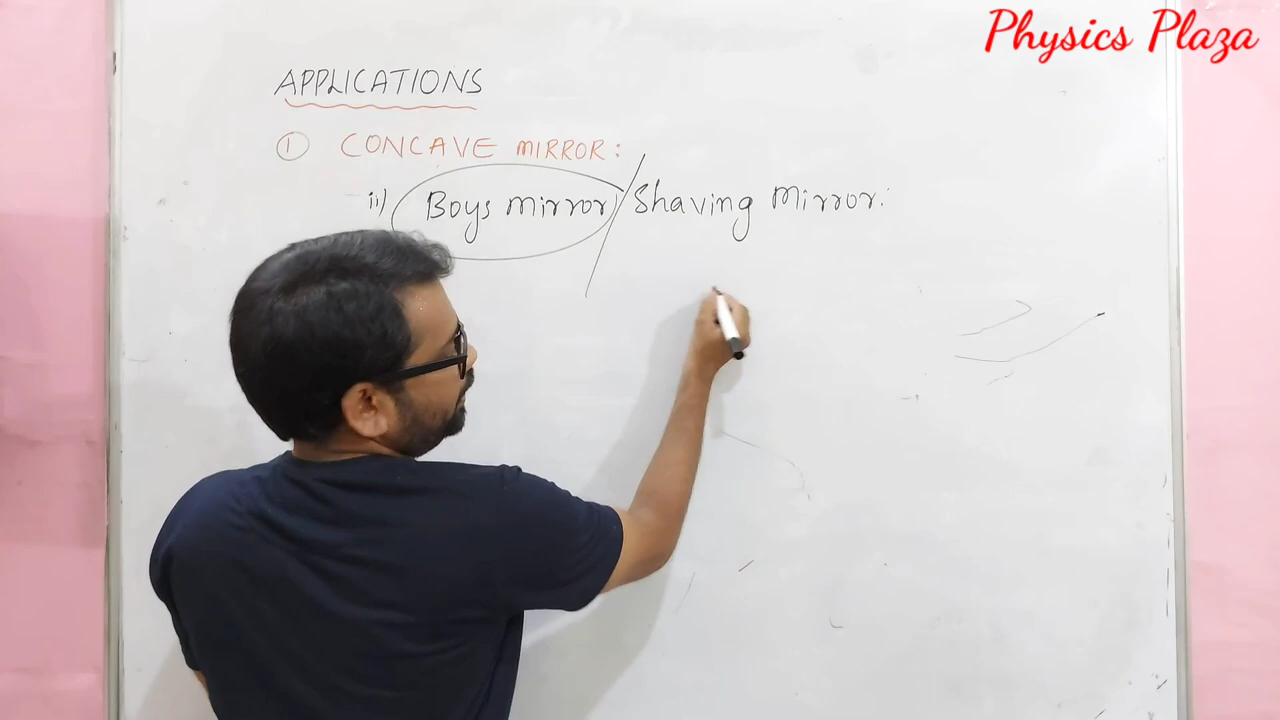 Physics Plaza
APPLICATIONS
① CONCAVE MIRROR:
ii) Boys mirror/Shaving Mirror: